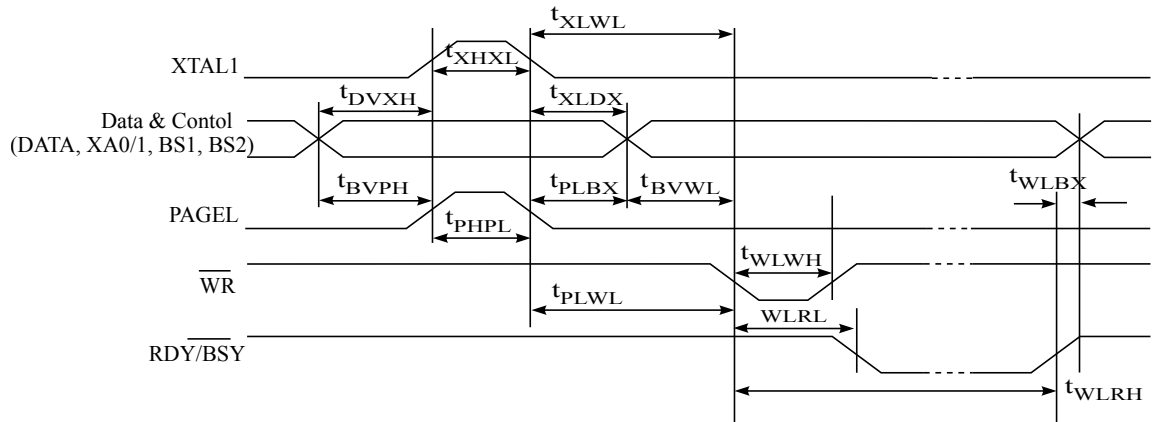 tXLWL
XTAL1
tXHXL
tDVXH
tXLDX
Data & Contol
(DATA, XA0/1, BS1, BS2)
tBVPH
tPLBX
tBVWL
tWLBX
PAGEL
tPHPL
tWLWH
WR
tPLWL
WLRL
RDY/BSY
tWLRH